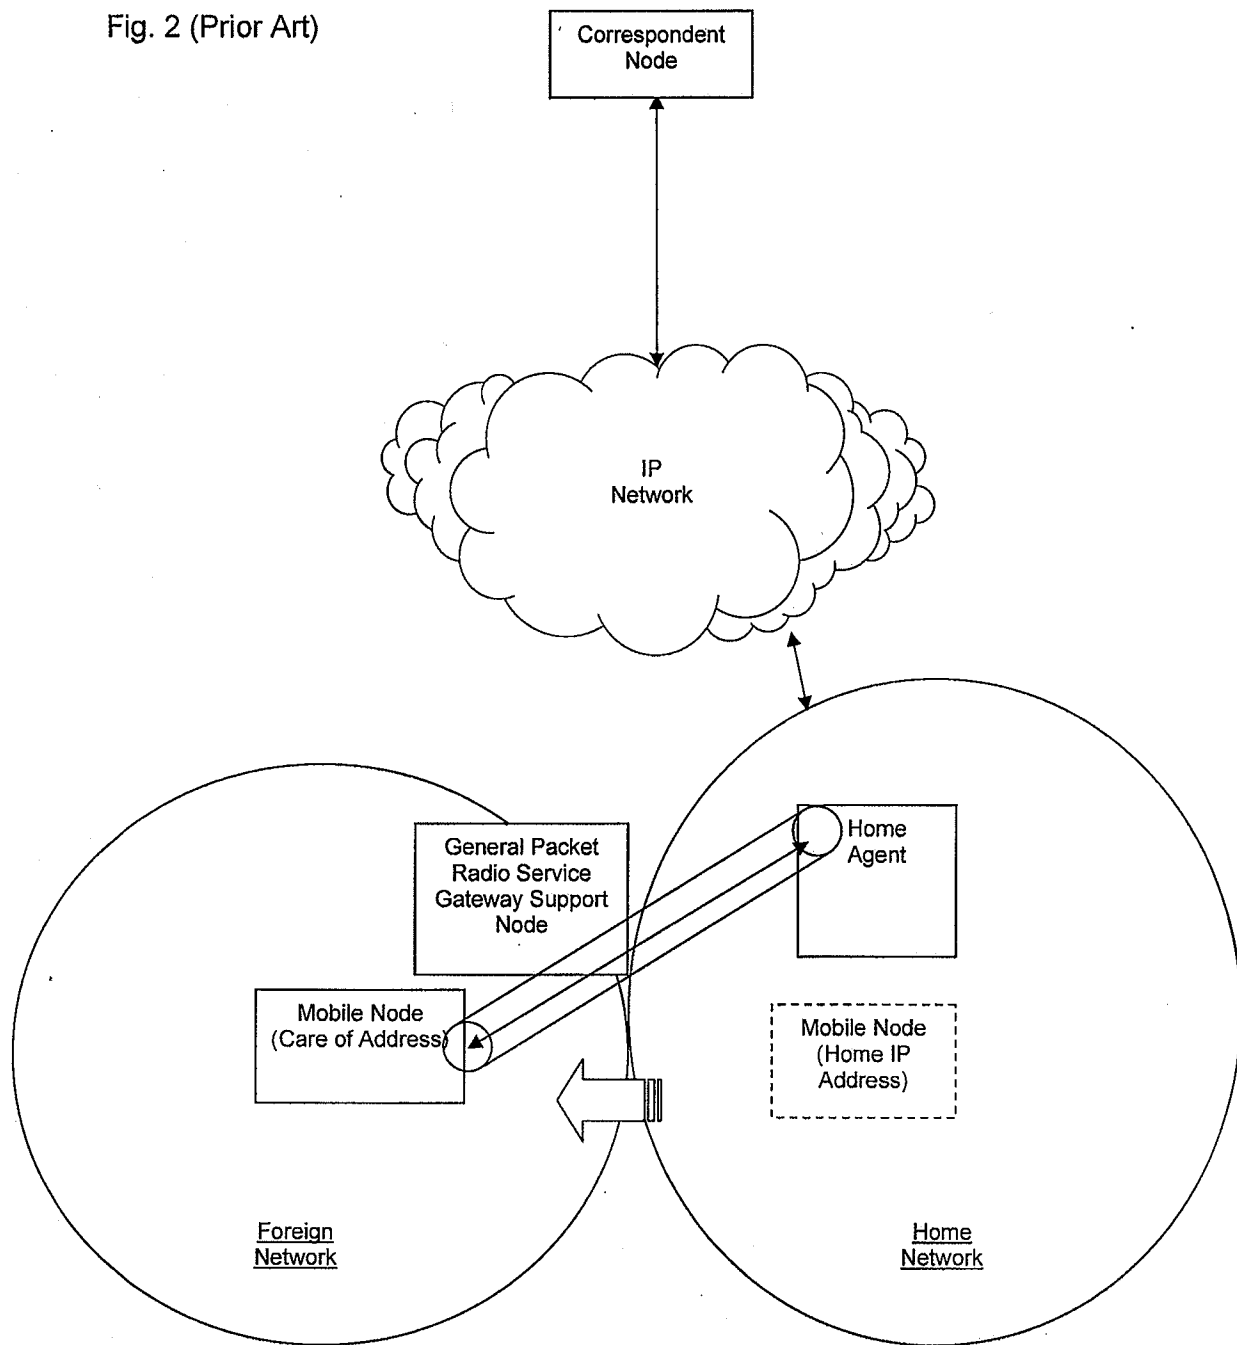 Fig. 2 (Prior Art)
Correspondent
Node
IP
Network
General Packet
Radio Service
Gateway Support
Node
Home
Agent
Mobile Node
(Care of Address)
Mobile Node
(Home IP
Address)
Foreign
Network
Home
Network